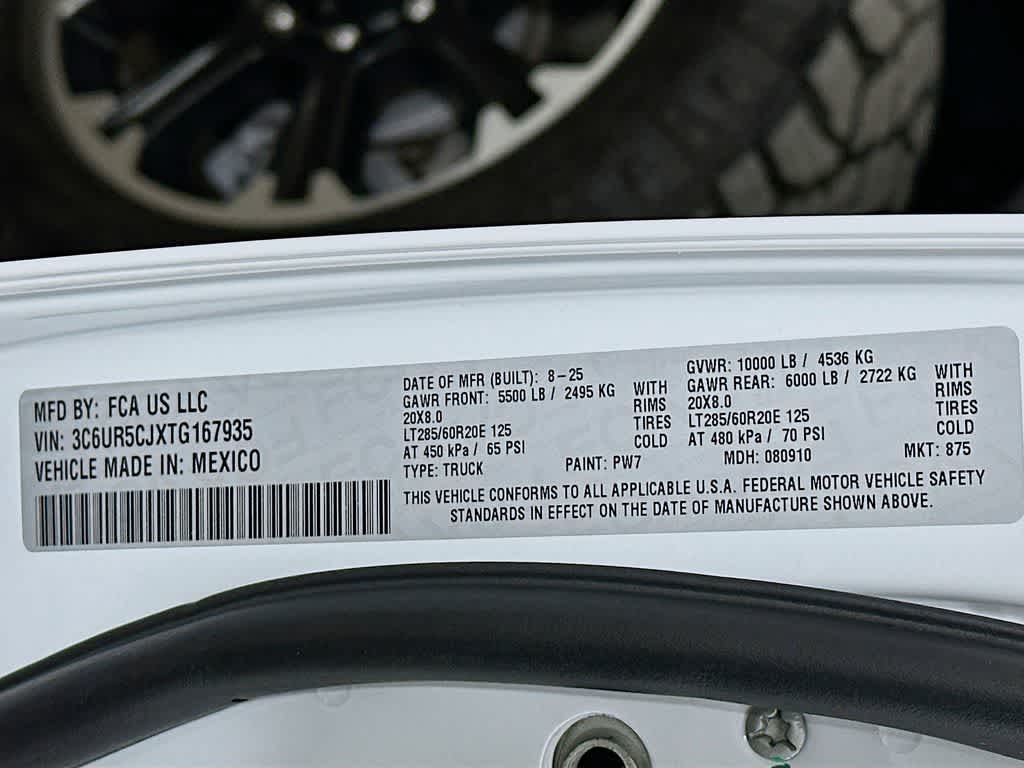 MFD BY: FCA US LLC
VIN: 3C6UR5CJXTG167935
VEHICLE MADE IN: MEXICO
DATE OF MFR (BUILT): 8-25
GAWR FRONT: 5500 LB / 2495 KG
20X8.0
LT285/60R20E 125
AT 450 kPa / 65 PSI
WITH
RIMS
TIRES
COLD
GVWR: 10000 LB / 4536 KG
GAWR REAR: 6000 LB / 2722 KG
20X8.0
LT285/60R20E 125
AT 480 kPa / 70 PSI
WITH
RIMS
TIRES
COLD
TYPE: TRUCK PAINT: PW7 MDH: 080910 MKT: 875
THIS VEHICLE CONFORMS TO ALL APPLICABLE U.S.A. FEDERAL MOTOR VEHICLE SAFETY
STANDARDS IN EFFECT ON THE DATE OF MANUFACTURE SHOWN ABOVE.